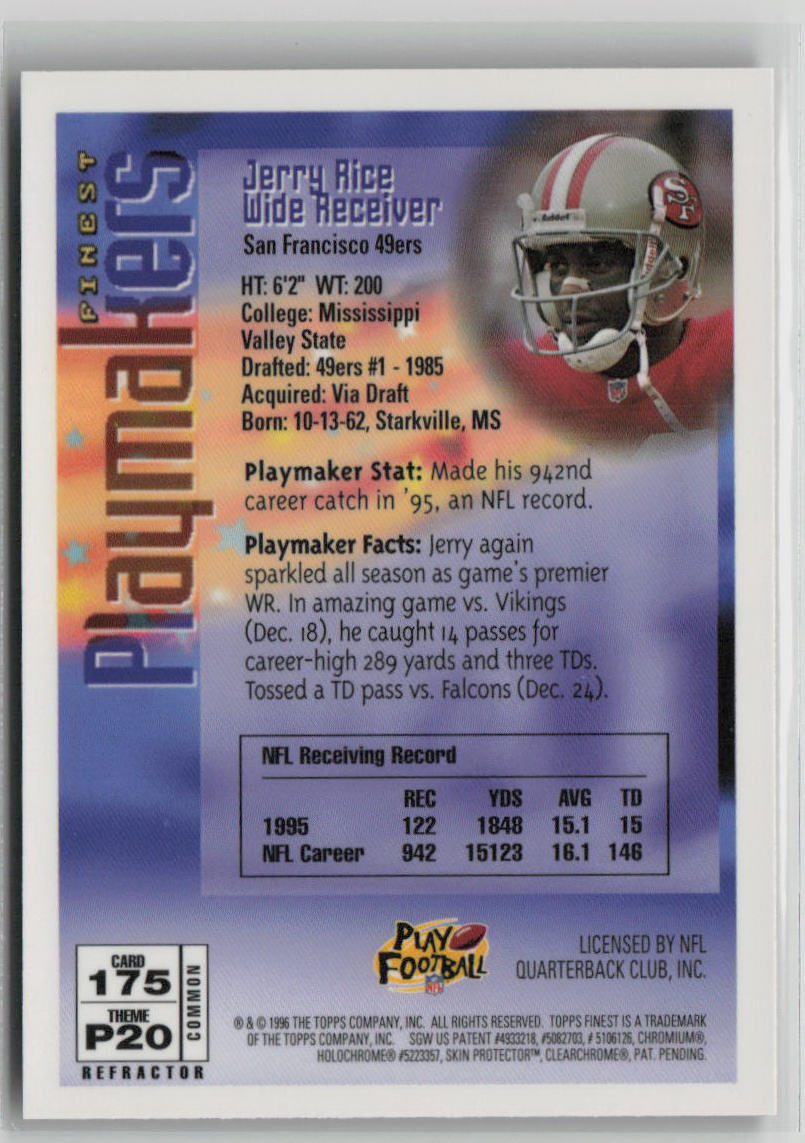 FINEST
Playmakers
Jerry Rice
Wide Receiver
San Francisco 49ers
HT: 6'2" WT: 200
College: Mississippi
Valley State
Drafted: 49ers #1 - 1985
Acquired: Via Draft
Born: 10-13-62, Starkville, MS
Riddell
SF
NFL
Playmaker Stat: Made his 942nd
career catch in '95, an NFL record.
Playmaker Facts: Jerry again
sparkled all season as game's premier
WR. In amazing game vs. Vikings
(Dec. 18), he caught 14 passes for
career-high 289 yards and three TDs.
Tossed a TD pass vs. Falcons (Dec. 24).
NFL Receiving Record
REC YDS AVG TD
1995 122 1848 15.1 15
NFL Career 942 15123 16.1 146
CARD
175
THEME
P20
COMMON
REFRACTOR
PLAY
FOOTBALL
NFL
LICENSED BY NFL
QUARTERBACK CLUB, INC.
® & © 1996 THE TOPPS COMPANY, INC. ALL RIGHTS RESERVED. TOPPS FINEST IS A TRADEMARK
OF THE TOPPS COMPANY, INC. SGW US PATENT #4933218, #5082703, # 5106126, CHROMIUM®,
HOLOCHROME® #5223357, SKIN PROTECTOR™, CLEARCHROME®, PAT. PENDING.